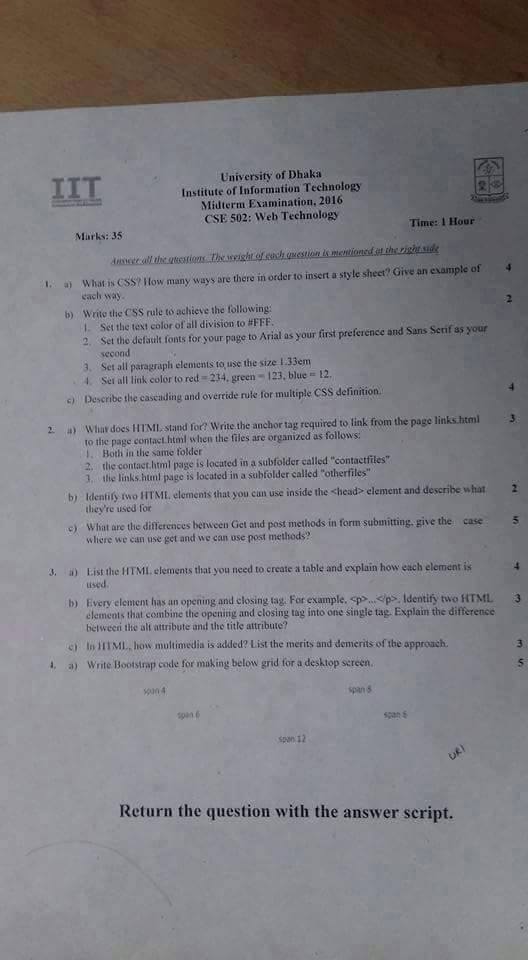 IIT
University of Dhaka
Institute of Information Technology
Midterm Examination, 2016
CSE 502: Web Technology
Marks: 35
Time: 1 Hour
Answer all the questions. The weight of each question is mentioned at the right side
1. a) What is CSS? How many ways are there in order to insert a style sheet? Give an example of 4
each way.
b) Write the CSS rule to achieve the following: 2
1. Set the text color of all division to #FFF.
2. Set the default fonts for your page to Arial as your first preference and Sans Serif as your
second
3. Set all paragraph elements to use the size 1.33em
4. Set all link color to red = 234, green = 123, blue = 12.
c) Describe the cascading and override rule for multiple CSS definition. 4
2. a) What does HTML stand for? Write the anchor tag required to link from the page links.html 3
to the page contact.html when the files are organized as follows:
1. Both in the same folder
2. the contact.html page is located in a subfolder called "contactfiles"
3. the links.html page is located in a subfolder called "otherfiles"
b) Identify two HTML elements that you can use inside the <head> element and describe what 2
they're used for
c) What are the differences between Get and post methods in form submitting, give the case 5
where we can use get and we can use post methods?
3. a) List the HTML elements that you need to create a table and explain how each element is 4
used.
b) Every element has an opening and closing tag. For example, <p>...</p>. Identify two HTML 3
elements that combine the opening and closing tag into one single tag. Explain the difference
between the alt attribute and the title attribute?
c) In HTML, how multimedia is added? List the merits and demerits of the approach. 3
4. a) Write Bootstrap code for making below grid for a desktop screen. 5
span 4 span 8
span 6 span 6
span 12
Return the question with the answer script.